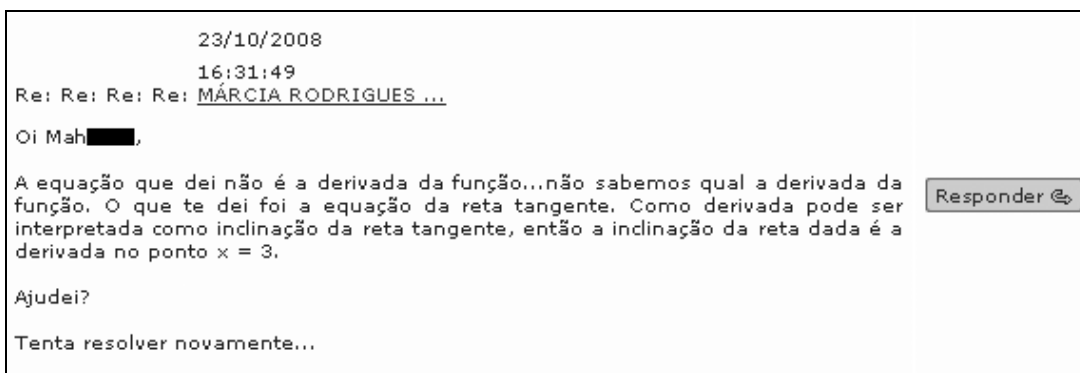 23/10/2008
16:31:49
Re: Re: Re: Re: MÁRCIA RODRIGUES ...
Oi Mah,
A equação que dei não é a derivada da função...não sabemos qual a derivada da
função. O que te dei foi a equação da reta tangente. Como derivada pode ser
interpretada como inclinação da reta tangente, então a inclinação da reta dada é a
derivada no ponto x = 3.
Responder
Ajudei?
Tenta resolver novamente...